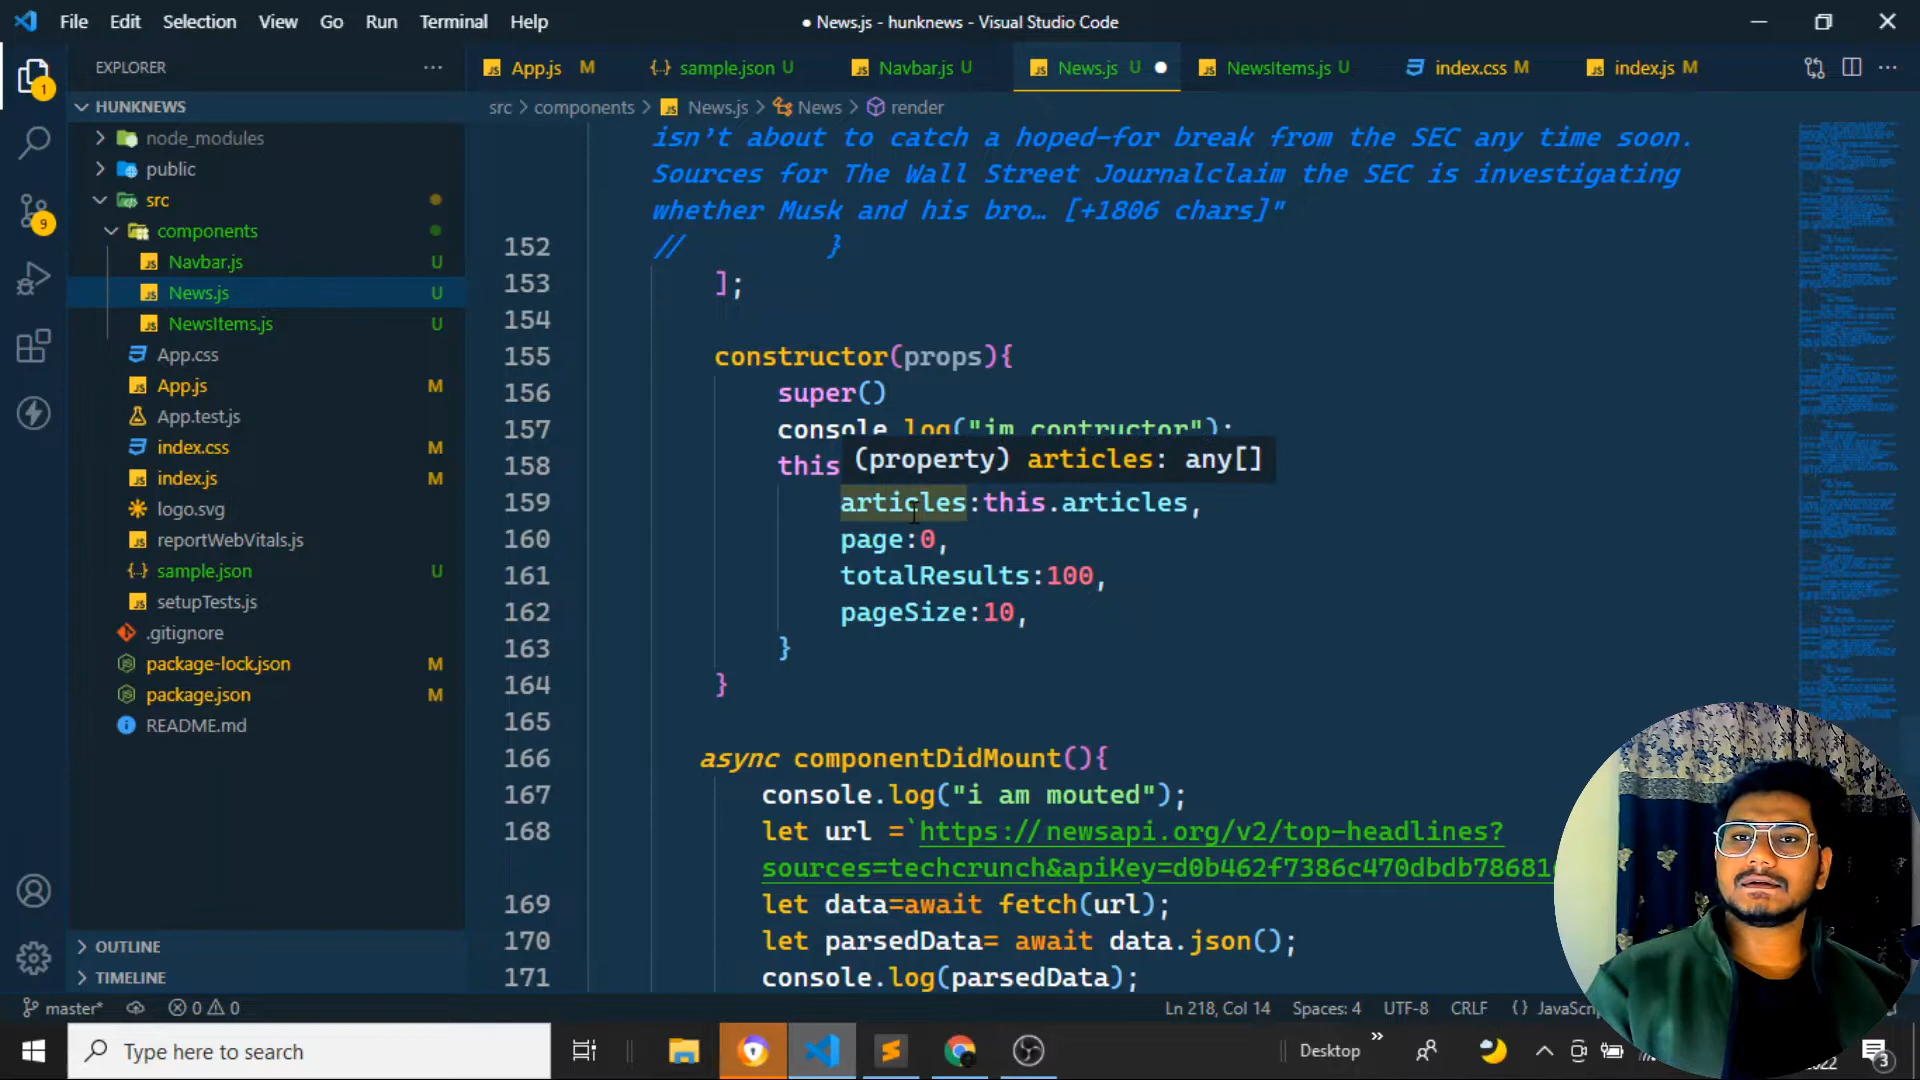 File Edit Selection View Go Run Terminal Help
● News.js - hunknews - Visual Studio Code
EXPLORER
App.js M
sample.json U
Navbar.js U
News.js U
NewsItems.js U
index.css M
index.js M
src > components > News.js > News > render
HUNKNEWS
node_modules
public
src
components
Navbar.js U
News.js U
NewsItems.js U
App.css
App.js M
App.test.js
index.css M
index.js M
logo.svg
reportWebVitals.js
sample.json U
setupTests.js
.gitignore
package-lock.json M
package.json M
README.md
OUTLINE
TIMELINE
1
9
isn’t about to catch a hoped-for break from the SEC any time soon.
Sources for The Wall Street Journalclaim the SEC is investigating
whether Musk and his bro… [+1806 chars]"
152 // }
153 ];
154
155 constructor(props){
156 super()
157 console.log("im contructor");
158 this
(property) articles: any[]
159 articles:this.articles,
160 page:0,
161 totalResults:100,
162 pageSize:10,
163 }
164 }
165
166 async componentDidMount(){
167 console.log("i am mouted");
168 let url =`https://newsapi.org/v2/top-headlines?
sources=techcrunch&apiKey=d0b462f7386c470dbdb78681
169 let data=await fetch(url);
170 let parsedData= await data.json();
171 console.log(parsedData);
master* 0 0 Ln 218, Col 14 Spaces: 4 UTF-8 CRLF {} JavaScri
Type here to search
Desktop
2022
3